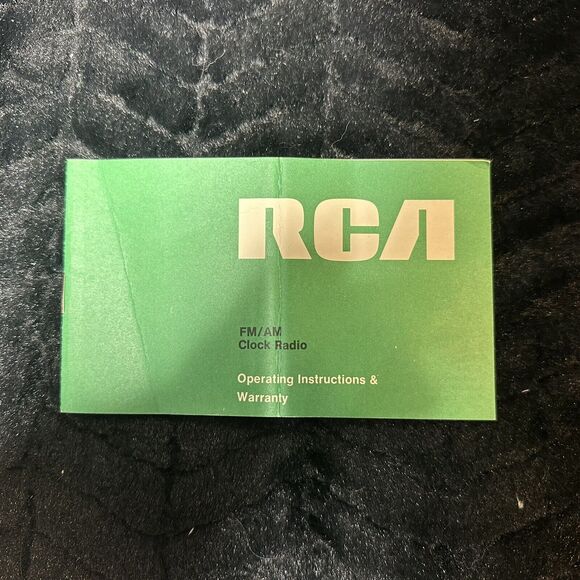 RCA
FM/AM
Clock Radio
Operating Instructions &
Warranty